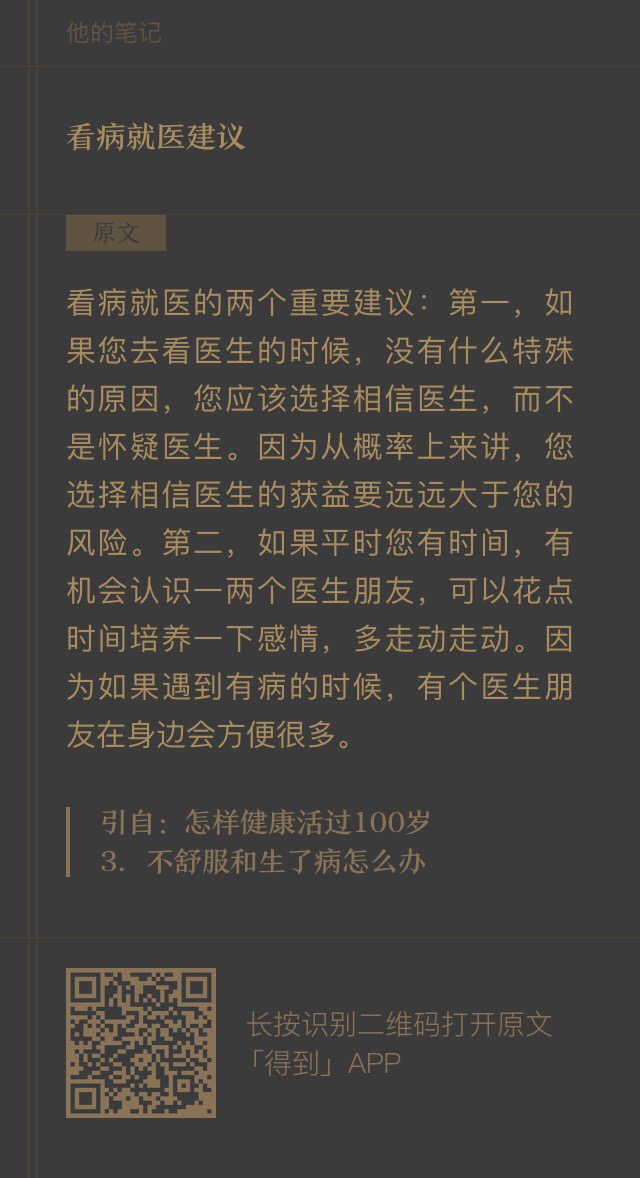 他的笔记
看病就医建议
原文
看病就医的两个重要建议：第一，如
果您去看医生的时候，没有什么特殊
的原因，您应该选择相信医生，而不
是怀疑医生。因为从概率上来讲，您
选择相信医生的获益要远远大于您的
风险。第二，如果平时您有时间，有
机会认识一两个医生朋友，可以花点
时间培养一下感情，多走动走动。因
为如果遇到有病的时候，有个医生朋
友在身边会方便很多。
引自：怎样健康活过100岁
3. 不舒服和生了病怎么办
长按识别二维码打开原文
「得到」APP